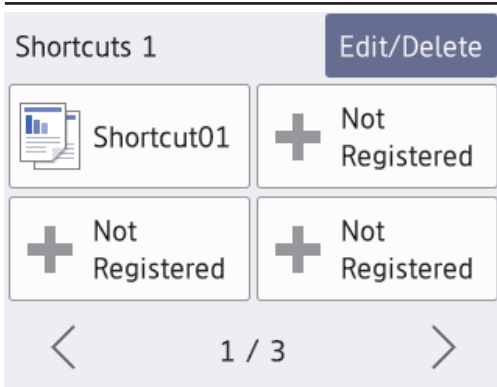 Shortcuts 1
Edit/Delete
Shortcut01
Not
Registered
Not
Registered
Not
Registered
1 / 3